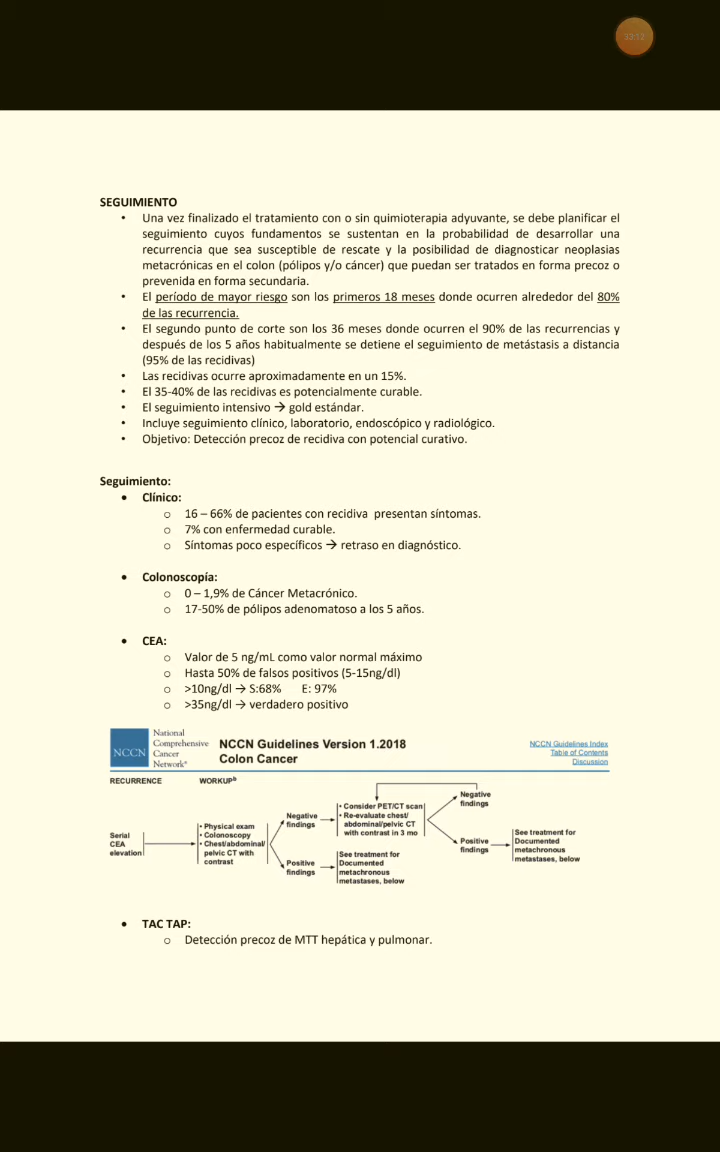 33:12
SEGUIMIENTO
• Una vez finalizado el tratamiento con o sin quimioterapia adyuvante, se debe planificar el
seguimiento cuyos fundamentos se sustentan en la probabilidad de desarrollar una
recurrencia que sea susceptible de rescate y la posibilidad de diagnosticar neoplasias
metacrónicas en el colon (pólipos y/o cáncer) que puedan ser tratados en forma precoz o
prevenida en forma secundaria.
• El período de mayor riesgo son los primeros 18 meses donde ocurren alrededor del 80%
de las recurrencia.
• El segundo punto de corte son los 36 meses donde ocurren el 90% de las recurrencias y
después de los 5 años habitualmente se detiene el seguimiento de metástasis a distancia
(95% de las recidivas)
• Las recidivas ocurre aproximadamente en un 15%.
• El 35-40% de las recidivas es potencialmente curable.
• El seguimiento intensivo → gold estándar.
• Incluye seguimiento clínico, laboratorio, endoscópico y radiológico.
• Objetivo: Detección precoz de recidiva con potencial curativo.
Seguimiento:
• Clínico:
o 16 – 66% de pacientes con recidiva presentan síntomas.
o 7% con enfermedad curable.
o Síntomas poco específicos → retraso en diagnóstico.
• Colonoscopía:
o 0 – 1,9% de Cáncer Metacrónico.
o 17-50% de pólipos adenomatoso a los 5 años.
• CEA:
o Valor de 5 ng/mL como valor normal máximo
o Hasta 50% de falsos positivos (5-15ng/dl)
o >10ng/dl → S:68% E: 97%
o >35ng/dl → verdadero positivo
NCCN
National
Comprehensive
Cancer
Network®
NCCN Guidelines Version 1.2018
Colon Cancer
NCCN Guidelines Index
Table of Contents
Discussion
RECURRENCE
WORKUPb
Serial
CEA
elevation
• Physical exam
• Colonoscopy
• Chest/abdominal/
pelvic CT with
contrast
Negative
findings
• Consider PET/CT scan
• Re-evaluate chest/
abdominal/pelvic CT
with contrast in 3 mo
Negative
findings
Positive
findings
See treatment for
Documented
metachronous
metastases, below
Positive
findings
See treatment for
Documented
metachronous
metastases, below
• TAC TAP:
o Detección precoz de MTT hepática y pulmonar.